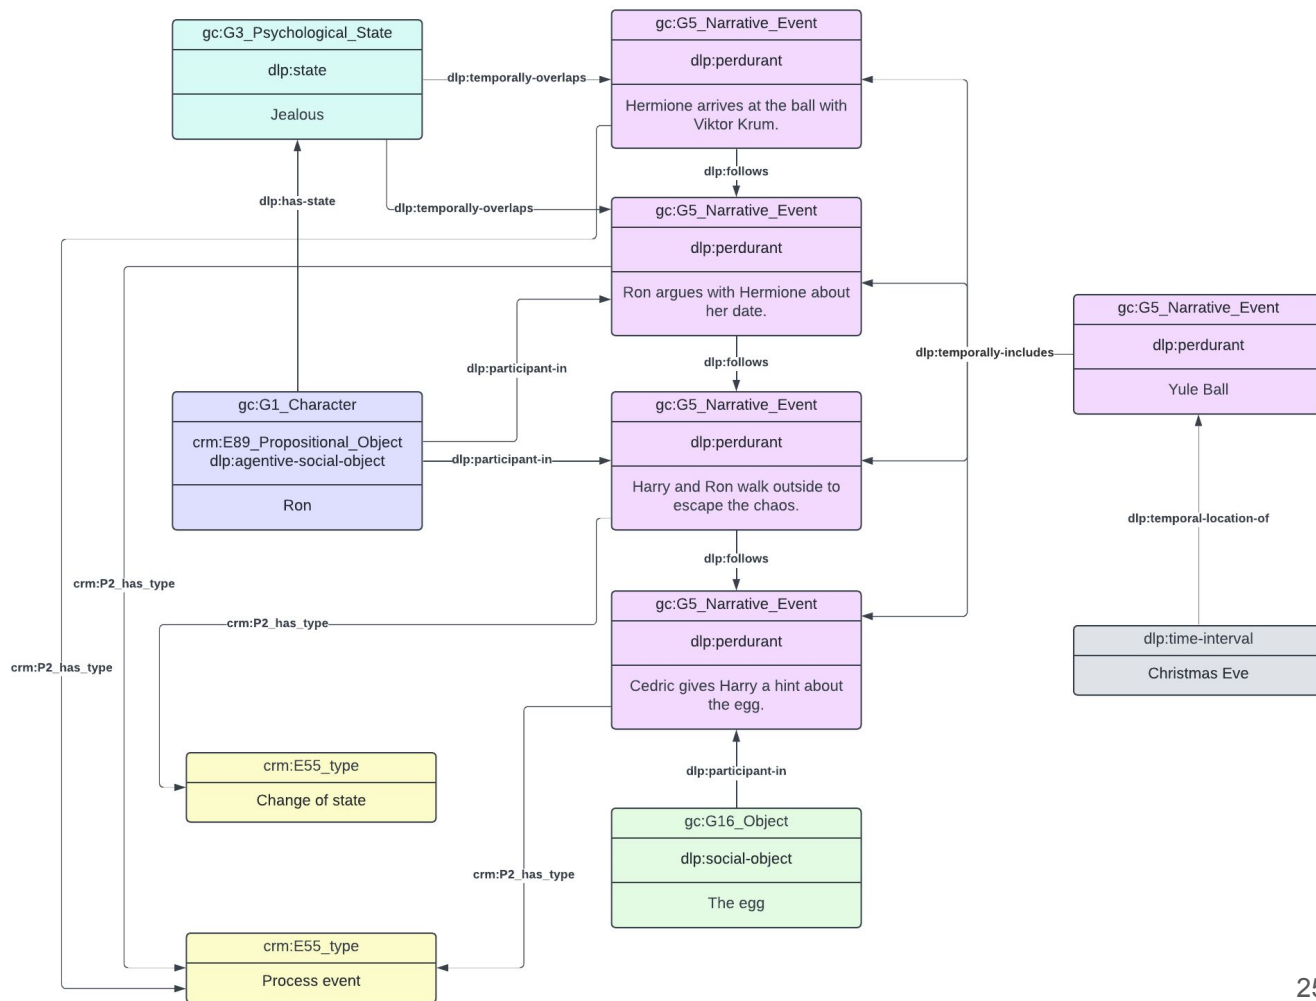 gc:G3_Psychological_State
dlp:state
Jealous
dlp:temporally-overlaps
gc:G5_Narrative_Event
dlp:perdurant
Hermione arrives at the ball with
Viktor Krum.
dlp:follows
dlp:has-state
dlp:temporally-overlaps
gc:G5_Narrative_Event
dlp:perdurant
Ron argues with Hermione about
her date.
gc:G5_Narrative_Event
dlp:perdurant
Yule Ball
dlp:temporally-includes
dlp:follows
dlp:participant-in
gc:G1_Character
crm:E89_Propositional_Object
dlp:agentive-social-object
Ron
dlp:participant-in
gc:G5_Narrative_Event
dlp:perdurant
Harry and Ron walk outside to
escape the chaos.
dlp:temporal-location-of
dlp:follows
crm:P2_has_type
crm:P2_has_type
crm:P2_has_type
gc:G5_Narrative_Event
dlp:perdurant
Cedric gives Harry a hint about
the egg.
dlp:time-interval
Christmas Eve
dlp:participant-in
crm:E55_type
Change of state
gc:G16_Object
dlp:social-object
The egg
crm:P2_has_type
crm:E55_type
Process event
25